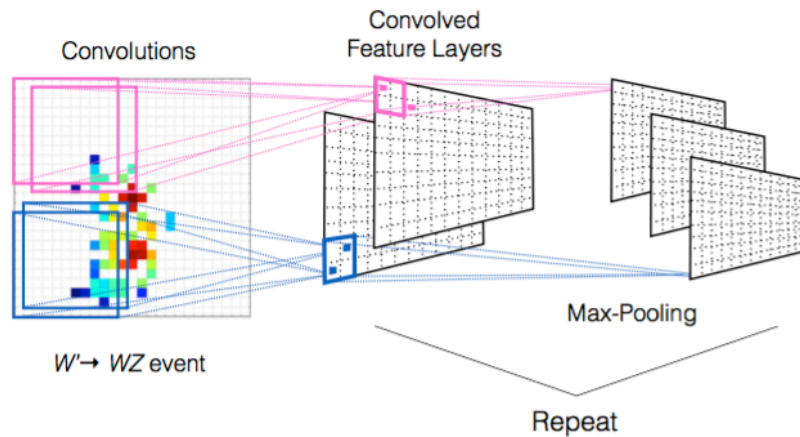 Convolutions
Convolved
Feature Layers
Max-Pooling
W'→ WZ event
Repeat